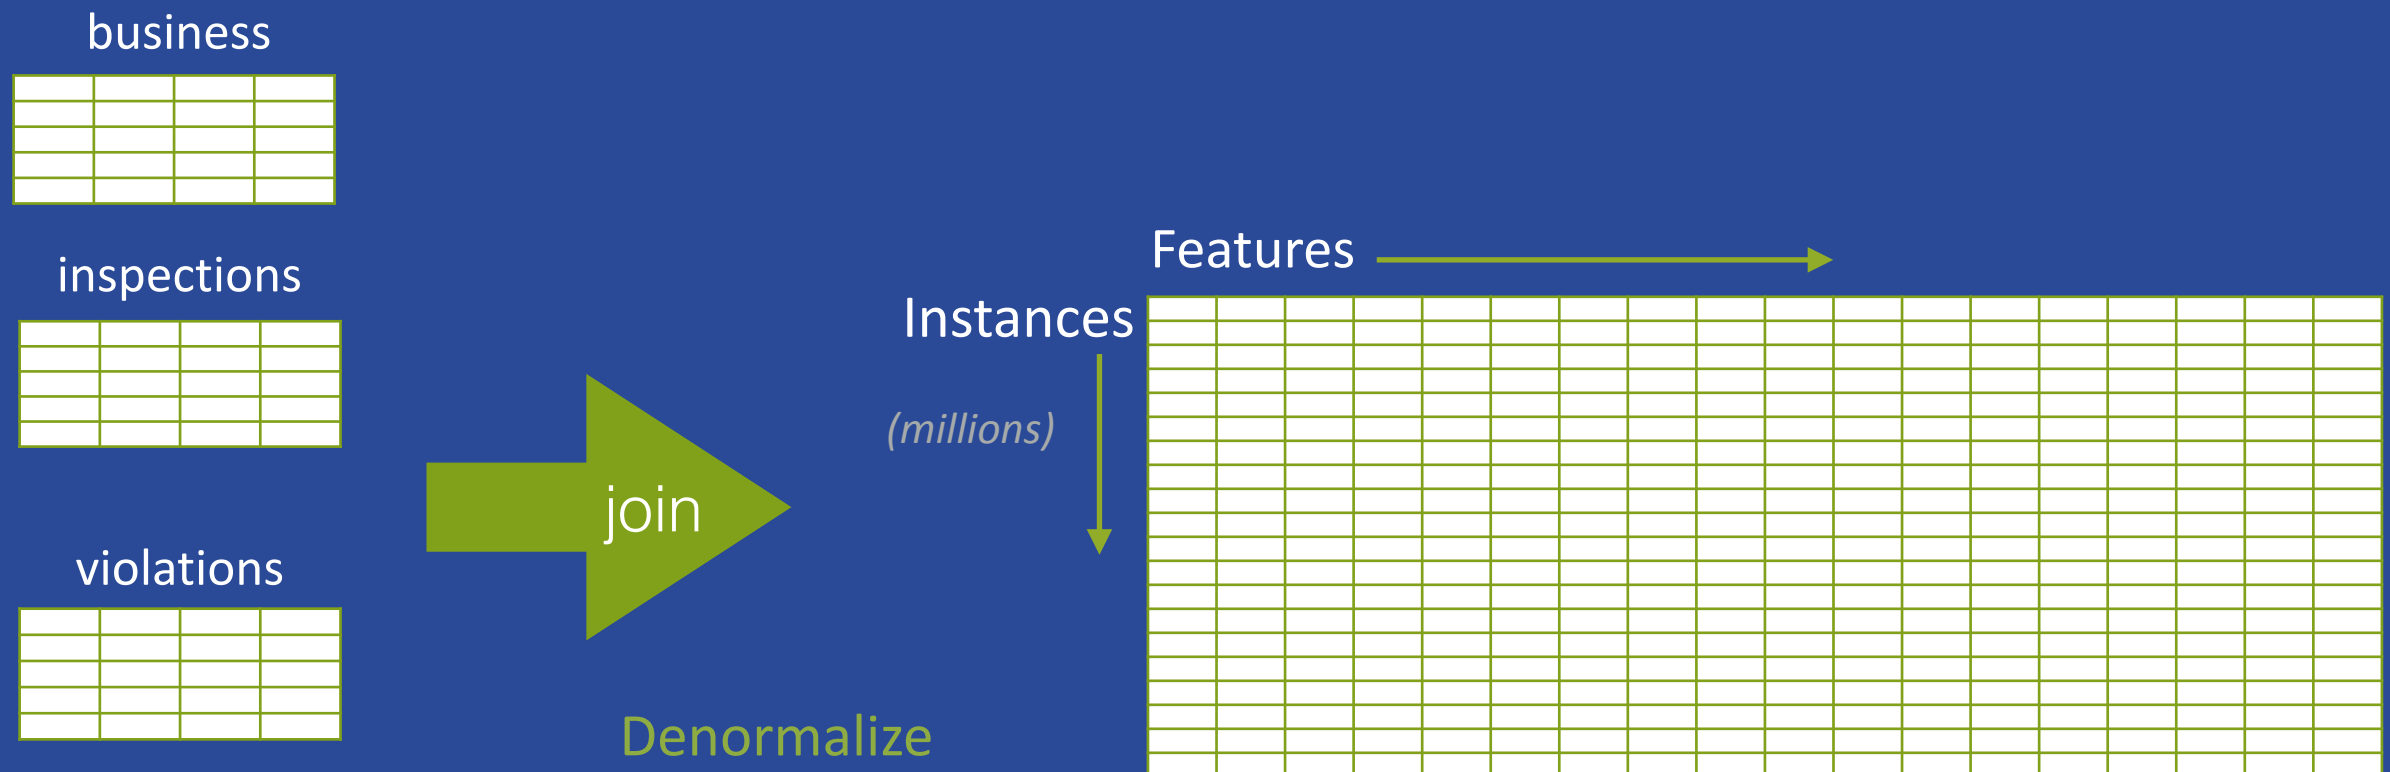 business
inspections
violations
join
Denormalize
Features
Instances
(millions)